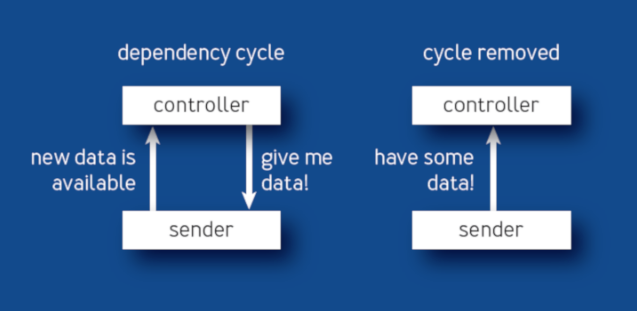 dependency cycle
controller
new data is
available
give me
data!
sender
cycle removed
controller
have some
data!
sender